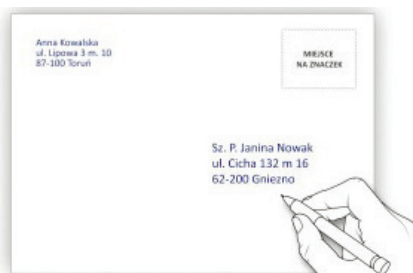 Anna Kowalska
ul. Lipowa 3 m. 10
87-100 Toruń
MIEJSCE
NA ZNACZEK
Sz. P. Janina Nowak
ul. Cicha 132 m 16
62-200 Gniezno